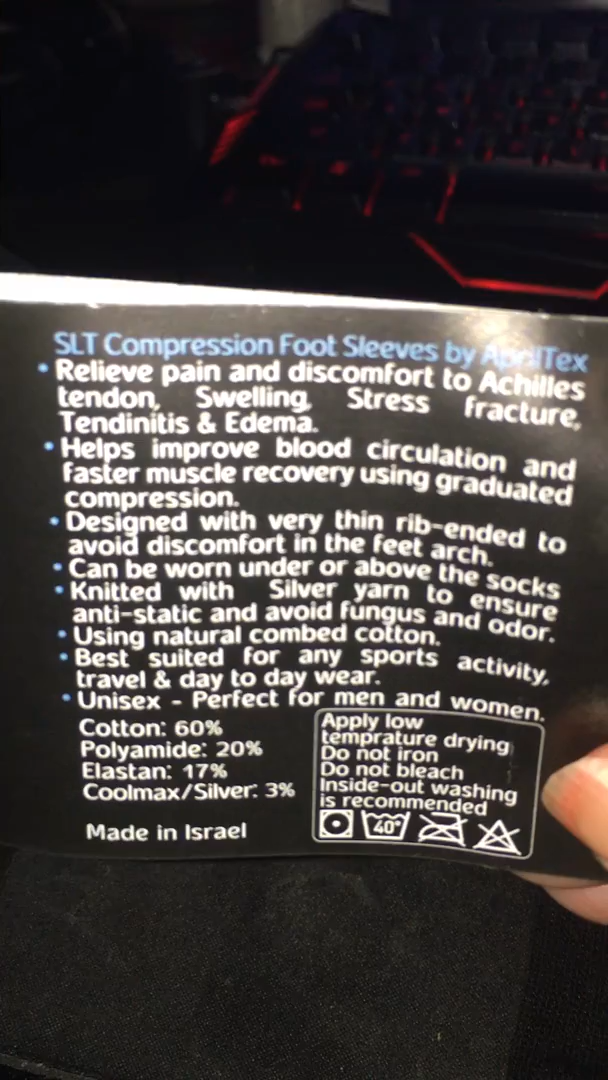 SLT Compression Foot Sleeves by AprilTex
• Relieve pain and discomfort to Achilles
tendon, Swelling, Stress fracture,
Tendinitis & Edema.
• Helps improve blood circulation and
faster muscle recovery using graduated
compression.
• Designed with very thin rib-ended to
avoid discomfort in the feet arch.
• Can be worn under or above the socks
• Knitted with Silver yarn to ensure
anti-static and avoid fungus and odor.
• Using natural combed cotton.
• Best suited for any sports activity,
travel & day to day wear.
• Unisex - Perfect for men and women.
Cotton: 60%
Polyamide: 20%
Elastan: 17%
Coolmax/Silver: 3%
Made in Israel
Apply low
temprature drying
Do not iron
Do not bleach
Inside-out washing
is recommended
40°